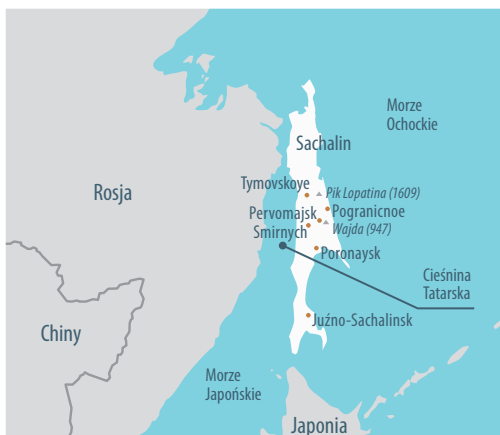 Morze
Ochockie
Sachalin
Rosja
Tymovskoye
Pik Lopatina (1609)
Pervomajsk
Pogranicnoe
Smirnych
Wajda (947)
Poronaysk
Cieśnina
Tatarska
Chiny
Juźno-Sachalinsk
Morze
Japońskie
Japonia